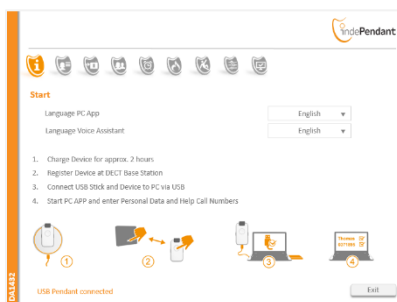 indePendant
Start
Language PC App English
Language Voice Assistant English
1. Charge Device for approx. 2 hours
2. Register Device at DECT Base Station
3. Connect USB Stick and Device to PC via USB
4. Start PC APP and enter Personal Data and Help Call Numbers
1 2 3 4
USB Pendant connected
Exit
DA1432